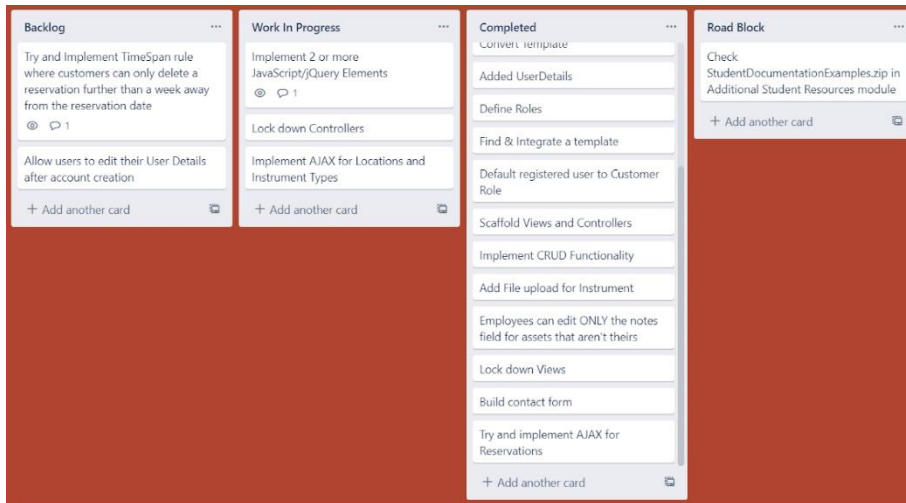 Backlog
Try and Implement TimeSpan rule
where customers can only delete a
reservation further than a week away
from the reservation date
1
Allow users to edit their User Details
after account creation
+ Add another card
Work In Progress
Implement 2 or more
JavaScript/jQuery Elements
1
Lock down Controllers
Implement AJAX for Locations and
Instrument Types
+ Add another card
Completed
Convert Template
Added UserDetails
Define Roles
Find & Integrate a template
Default registered user to Customer
Role
Scaffold Views and Controllers
Implement CRUD Functionality
Add File upload for Instrument
Employees can edit ONLY the notes
field for assets that aren't theirs
Lock down Views
Build contact form
Try and implement AJAX for
Reservations
+ Add another card
Road Block
Check
StudentDocumentationExamples.zip in
Additional Student Resources module
+ Add another card